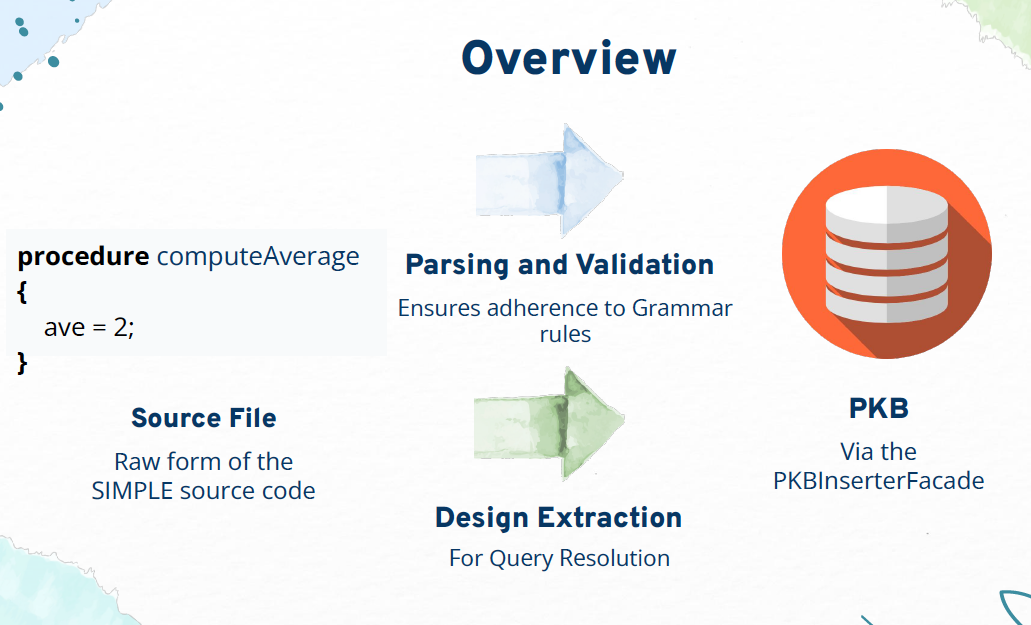 Overview
procedure computeAverage
{
ave = 2;
}
Source File
Raw form of the
SIMPLE source code
Parsing and Validation
Ensures adherence to Grammar
rules
Design Extraction
For Query Resolution
PKB
Via the
PKBInserterFacade